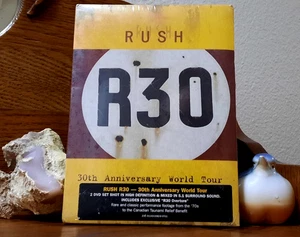 RUSH
R30
30th Anniversary World Tour
RUSH R30 — 30th Anniversary World Tour
2 DVD SET SHOT IN HIGH DEFINITION & MIXED IN 5.1 SURROUND SOUND.
INCLUDES EXCLUSIVE "R30 Overture"
Rare and classic performance footage from the '70s
to the Canadian Tsunami Relief Benefit